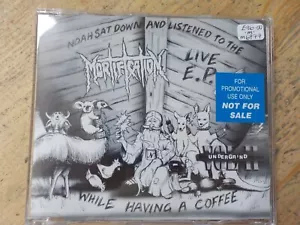 NOAH SAT DOWN AND LISTENED TO THE
MORTIFICATION
LIVE
E.P.
FOR
PROMOTIONAL
USE ONLY
NOT FOR
SALE
UNDERGRIND
WHILE HAVING A COFFEE